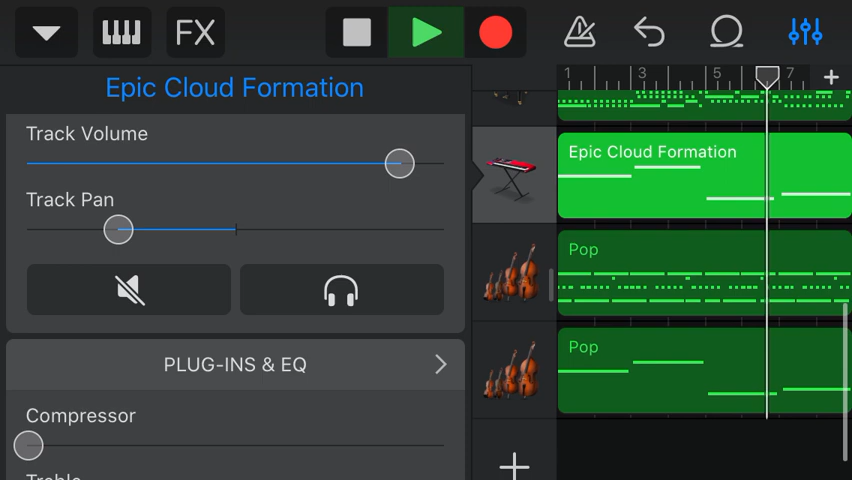 FX
Epic Cloud Formation
Track Volume
Track Pan
PLUG-INS & EQ
Compressor
Treble
1 3 5 7
Epic Cloud Formation
Pop
Pop